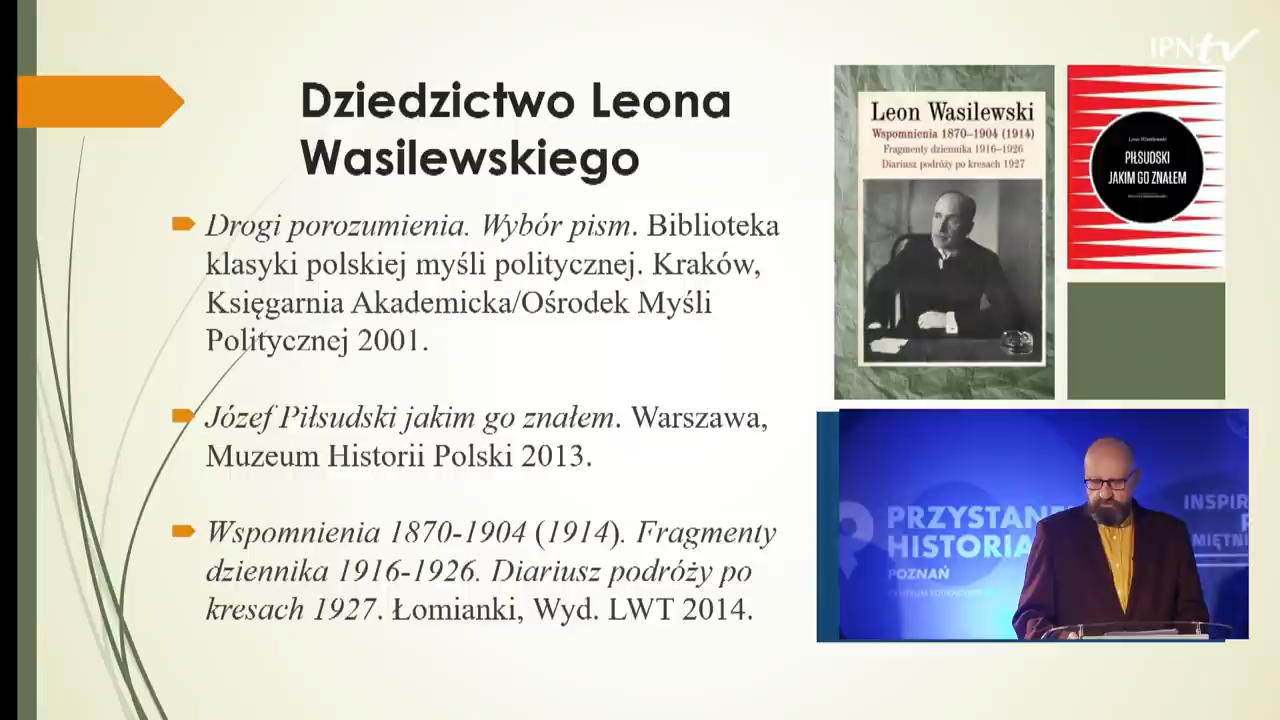 IPNtv
Dziedzictwo Leona
Wasilewskiego
Drogi porozumienia. Wybór pism. Biblioteka
klasyki polskiej myśli politycznej. Kraków,
Księgarnia Akademicka/Ośrodek Myśli
Politycznej 2001.
Józef Piłsudski jakim go znałem. Warszawa,
Muzeum Historii Polski 2013.
Wspomnienia 1870-1904 (1914). Fragmenty
dziennika 1916-1926. Diariusz podróży po
kresach 1927. Łomianki, Wyd. LWT 2014.
Leon Wasilewski
Wspomnienia 1870–1904 (1914)
Fragmenty dziennika 1916–1926
Diariusz podróży po kresach 1927
Leon Wasilewski
PIŁSUDSKI
JAKIM GO ZNAŁEM
PRZYSTANE
HISTORIA
POZNAŃ
INSPIR
MIĘTNI